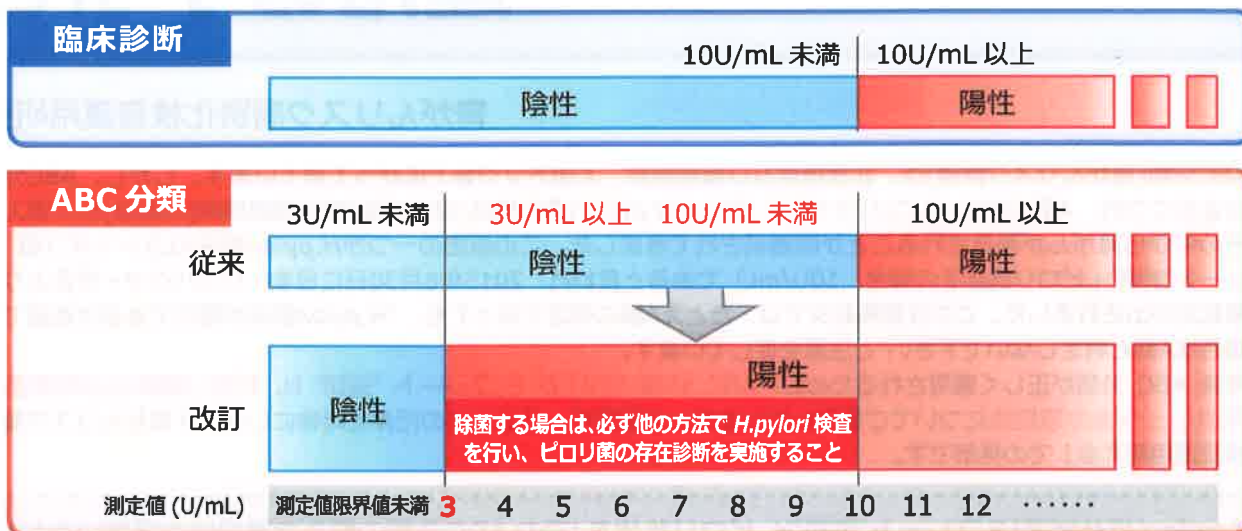 臨床診断
10U/mL 未満 10U/mL 以上
陰性 陽性
ABC 分類
3U/mL 未満 3U/mL 以上 10U/mL 未満 10U/mL 以上
従来 陰性 陽性
改訂 陰性 陽性
除菌する場合は、必ず他の方法で H.pylori 検査
を行い、ピロリ菌の存在診断を実施すること
測定値 (U/mL) 測定値限界値未満 3 4 5 6 7 8 9 10 11 12 ……